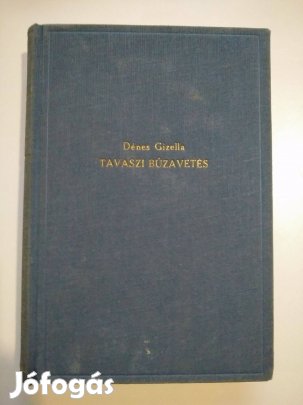 Dénes Gizella
TAVASZI BÚZAVETÉS
Jófogás